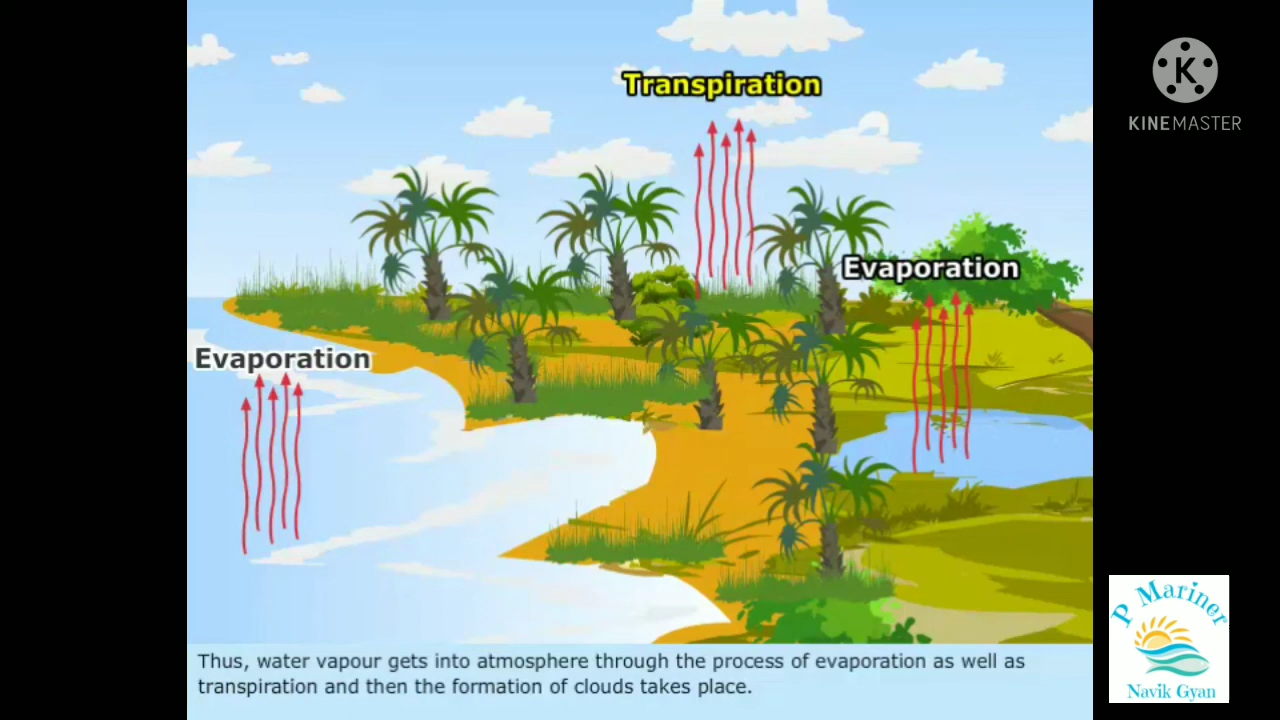 Transpiration
K
KINEMASTER
Evaporation
Evaporation
Thus, water vapour gets into atmosphere through the process of evaporation as well as
transpiration and then the formation of clouds takes place.
P Mariner
Navik Gyan